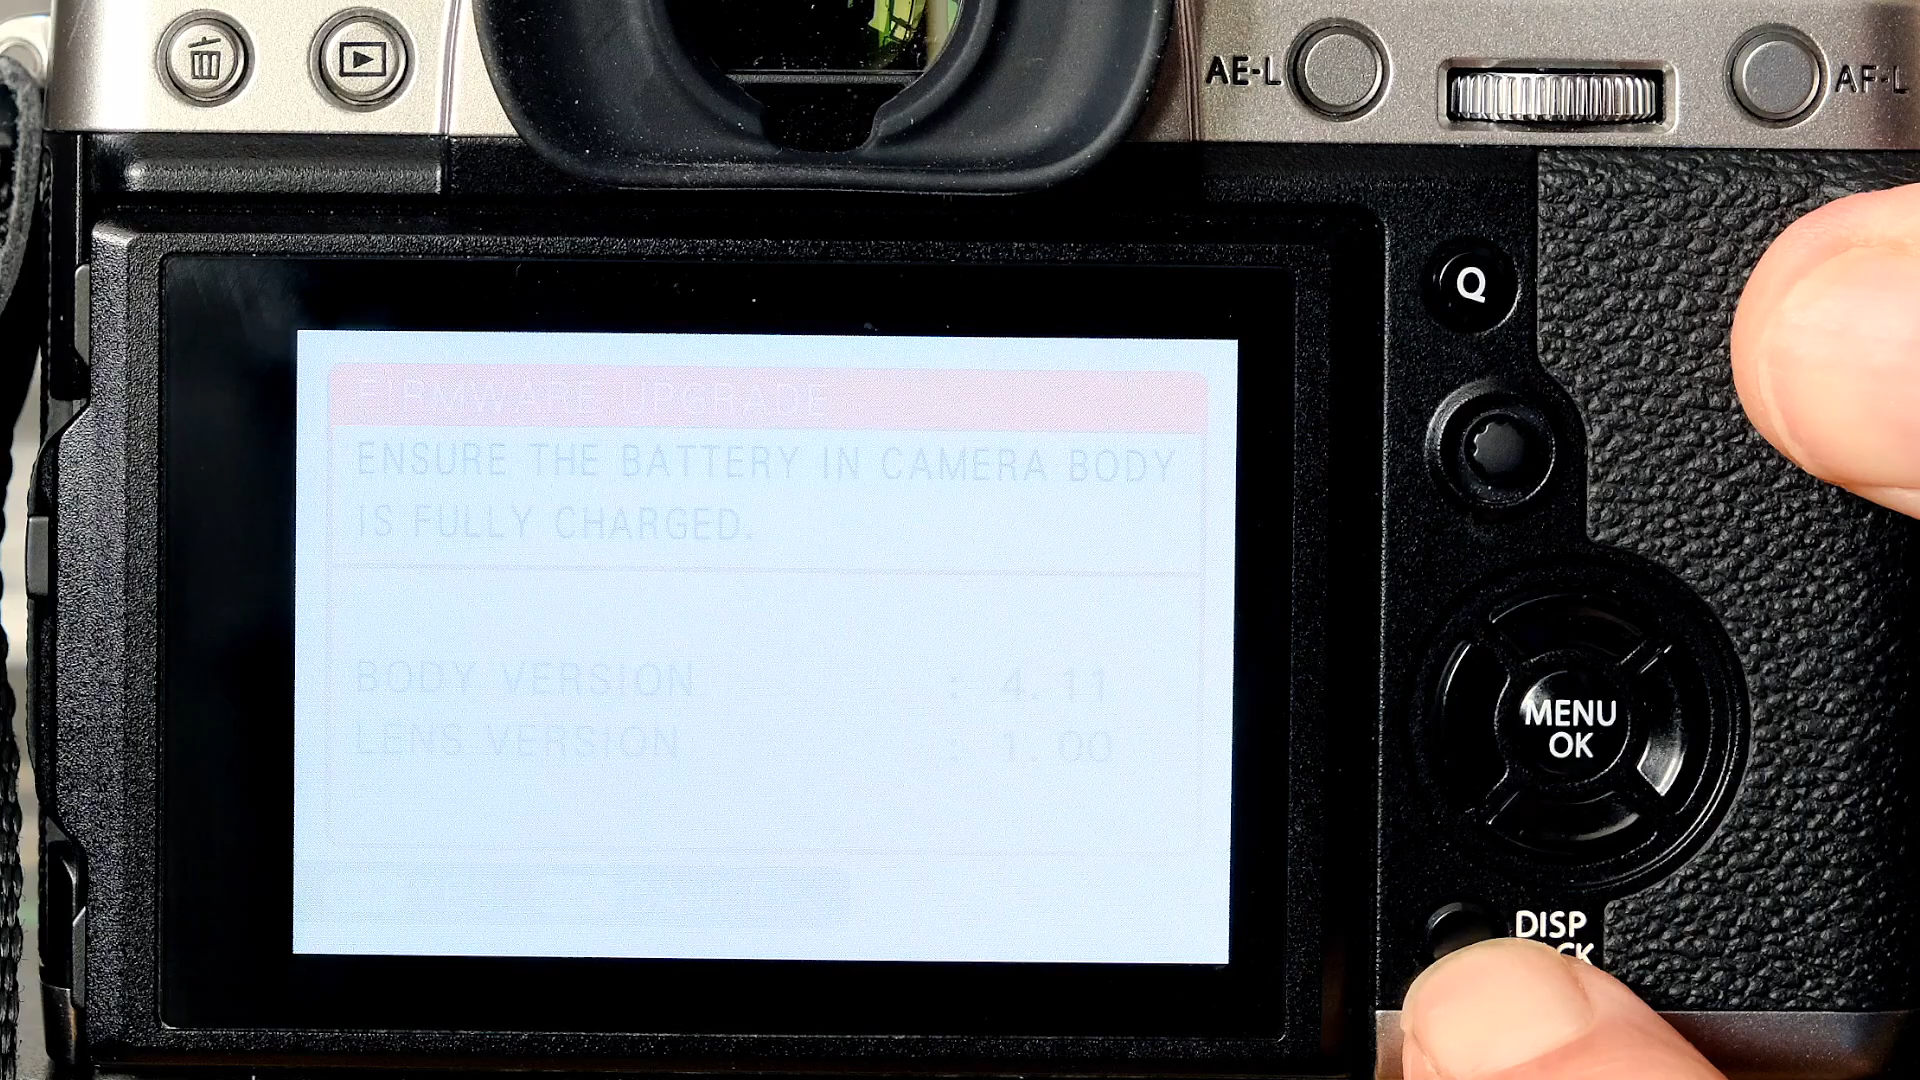 AE-L
AF-L
Q
FIRMWARE UPGRADE
ENSURE THE BATTERY IN CAMERA BODY
IS FULLY CHARGED.
BODY VERSION : 4.11
LENS VERSION : 1.00
MENU
OK
DISP